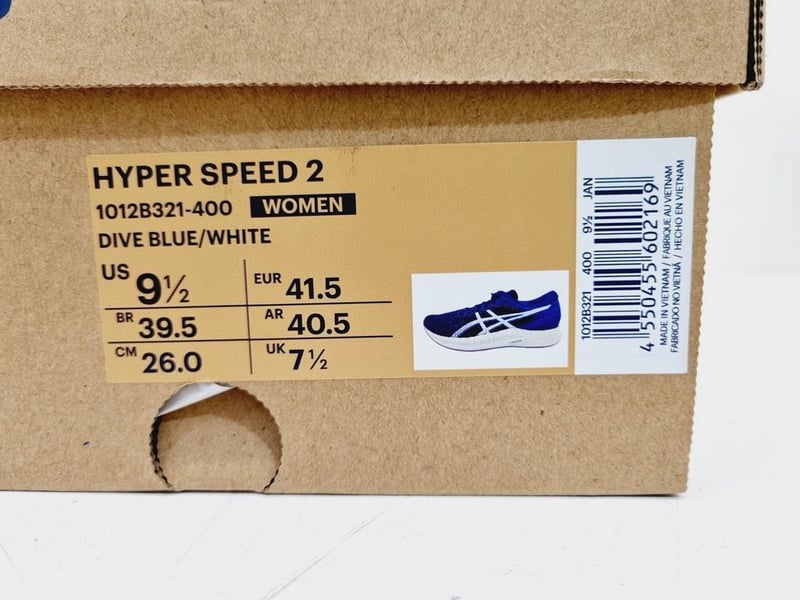 HYPER SPEED 2
1012B321-400 WOMEN
DIVE BLUE/WHITE
US 9½ EUR 41.5
BR 39.5 AR 40.5
CM 26.0 UK 7½
1012B321 400 9½ JAN
4 550455 602169
MADE IN VIETNAM / FABRIQUE AU VIETNAM
FABRICADO NO VIETNÃ / HECHO EN VIETNAM